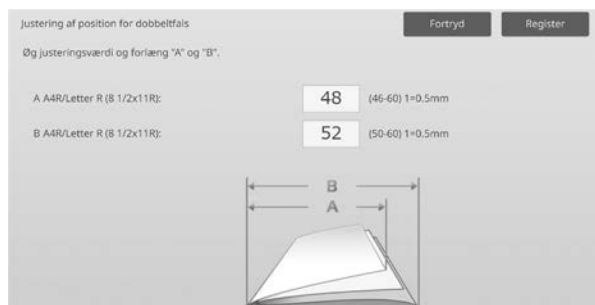 Justering af position for dobbeltfals
Fortryd
Register
Øg justeringsværdi og forlæng "A" og "B".
A A4R/Letter R (8 1/2x11R): 48 (46-60) 1=0.5mm
B A4R/Letter R (8 1/2x11R): 52 (50-60) 1=0.5mm
B
A